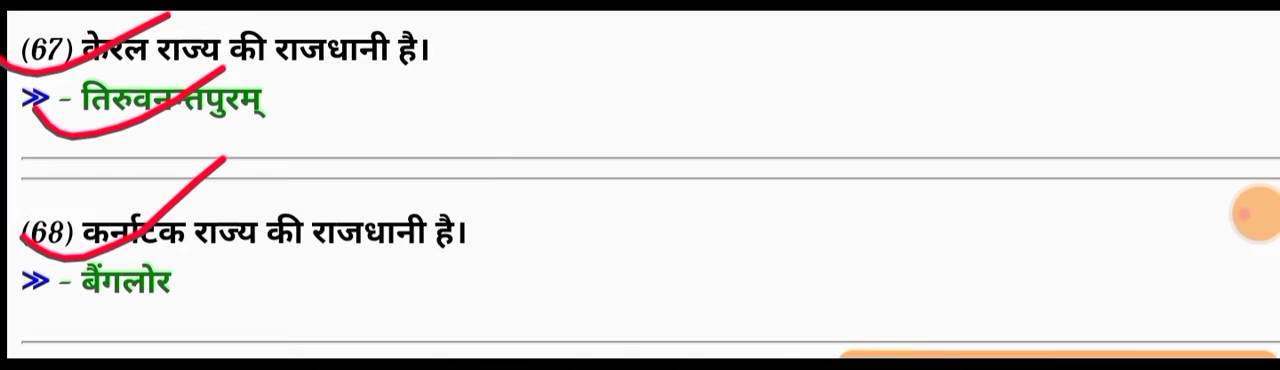 (67) केरल राज्य की राजधानी है।
≫ - तिरुवनन्तपुरम्
(68) कर्नाटक राज्य की राजधानी है।
≫ - बैंगलोर